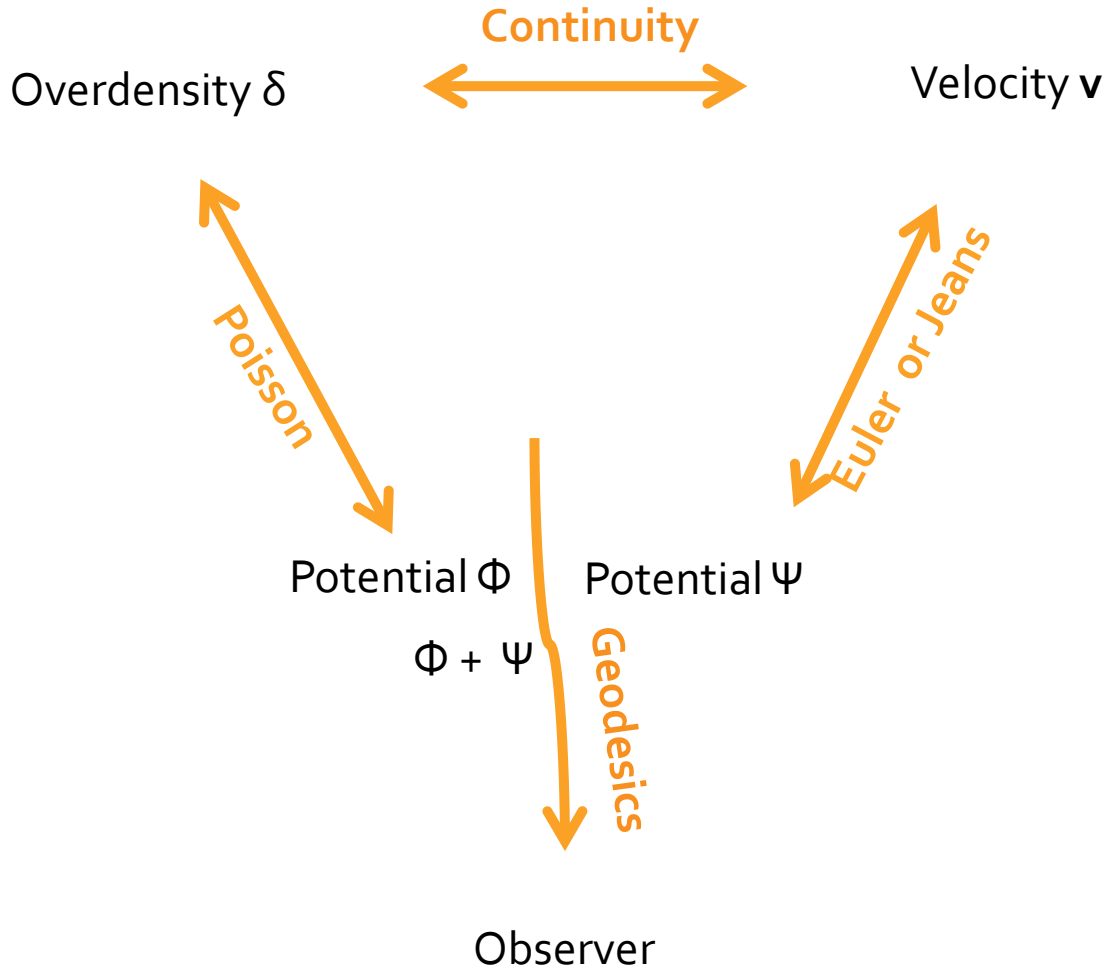 Continuity
Overdensity δ
Velocity v
Poisson
Euler or Jeans
Potential Φ
Potential Ψ
Φ + Ψ
Geodesics
Observer